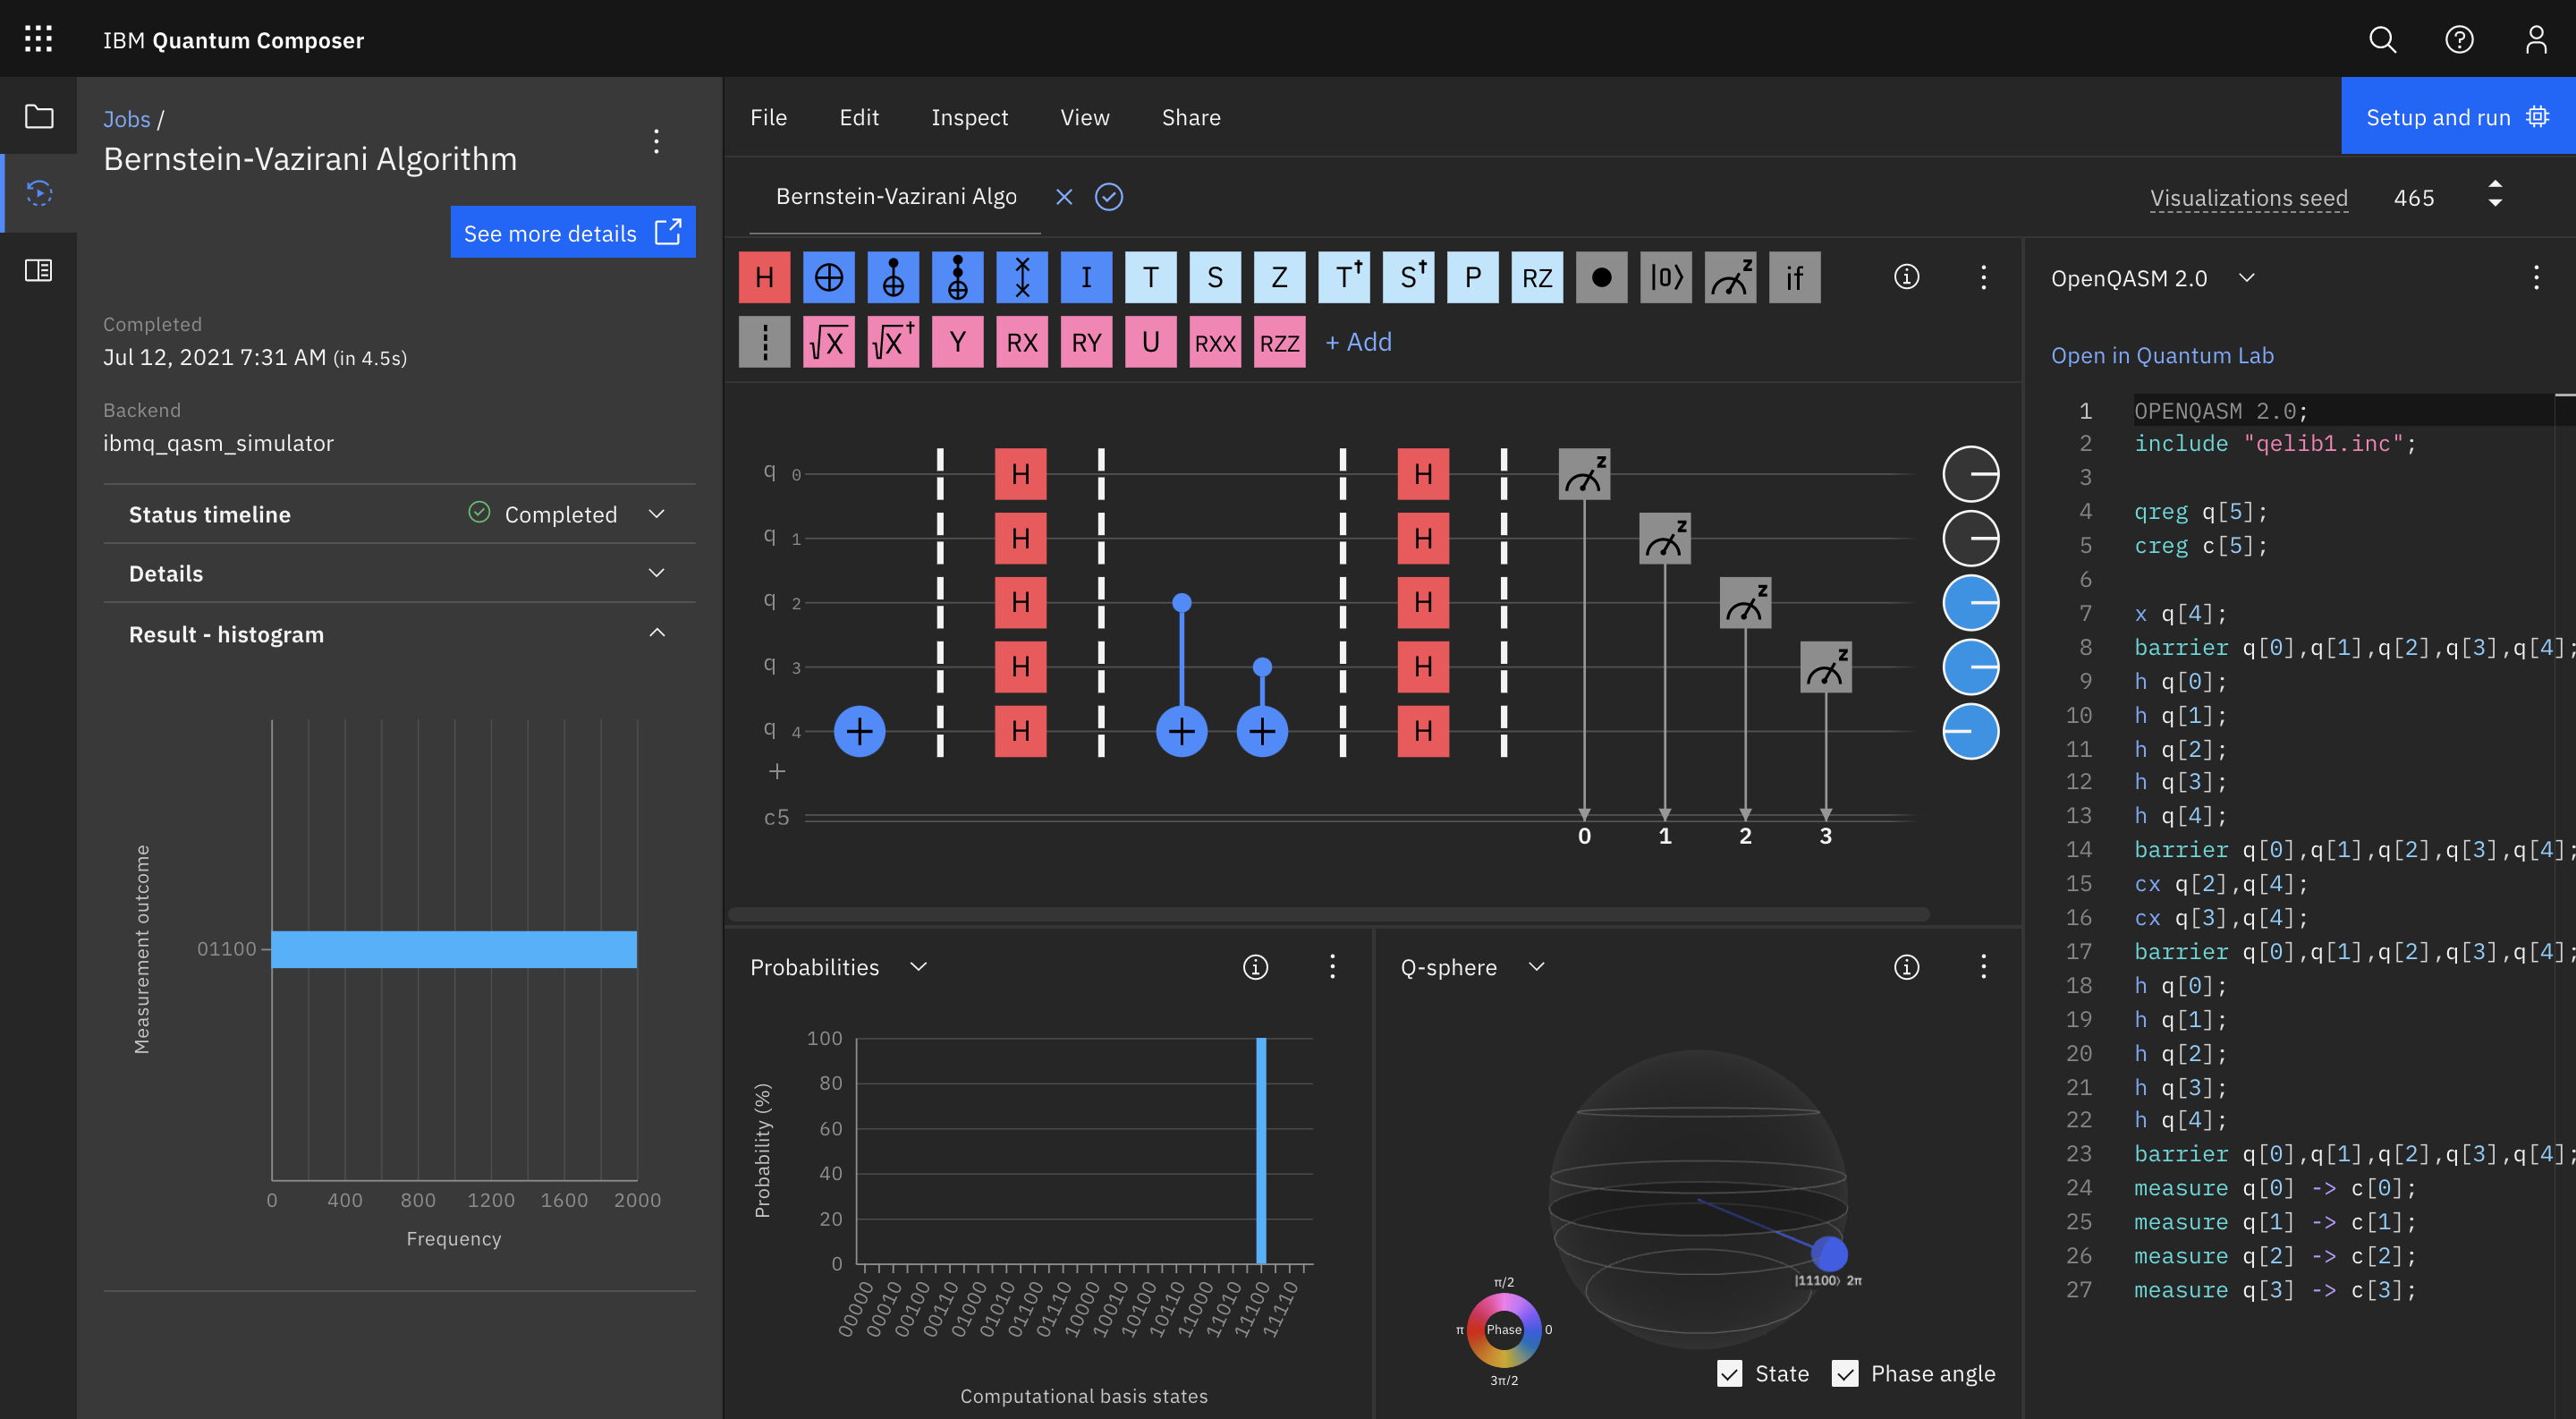 IBM Quantum Composer
Jobs /
Bernstein-Vazirani Algorithm
See more details
Completed
Jul 12, 2021 7:31 AM (in 4.5s)
Backend
ibmq_qasm_simulator
Status timeline Completed
Details
Result - histogram
Measurement outcome
01100
0 400 800 1200 1600 2000
Frequency
File Edit Inspect View Share
Setup and run
Bernstein-Vazirani Algo
Visualizations seed 465
H I T S Z T† S† P RZ |0⟩ z if
√X √X† Y RX RY U RXX RZZ + Add
q 0 H H z
q 1 H H z
q 2 H H z
q 3 H H z
q 4 H H
+
c5
0 1 2 3
Probabilities
Probability (%)
100
80
60
40
20
0
00000 00010 00100 00110 01000 01010 01100 01110 10000 10010 10100 10110 11000 11010 11100 11110
Computational basis states
Q-sphere
|11100⟩ 2π
π/2
π Phase 0
3π/2
State Phase angle
OpenQASM 2.0
Open in Quantum Lab
1 OPENQASM 2.0;
2 include "qelib1.inc";
3
4 qreg q[5];
5 creg c[5];
6
7 x q[4];
8 barrier q[0],q[1],q[2],q[3],q[4];
9 h q[0];
10 h q[1];
11 h q[2];
12 h q[3];
13 h q[4];
14 barrier q[0],q[1],q[2],q[3],q[4];
15 cx q[2],q[4];
16 cx q[3],q[4];
17 barrier q[0],q[1],q[2],q[3],q[4];
18 h q[0];
19 h q[1];
20 h q[2];
21 h q[3];
22 h q[4];
23 barrier q[0],q[1],q[2],q[3],q[4];
24 measure q[0] -> c[0];
25 measure q[1] -> c[1];
26 measure q[2] -> c[2];
27 measure q[3] -> c[3];